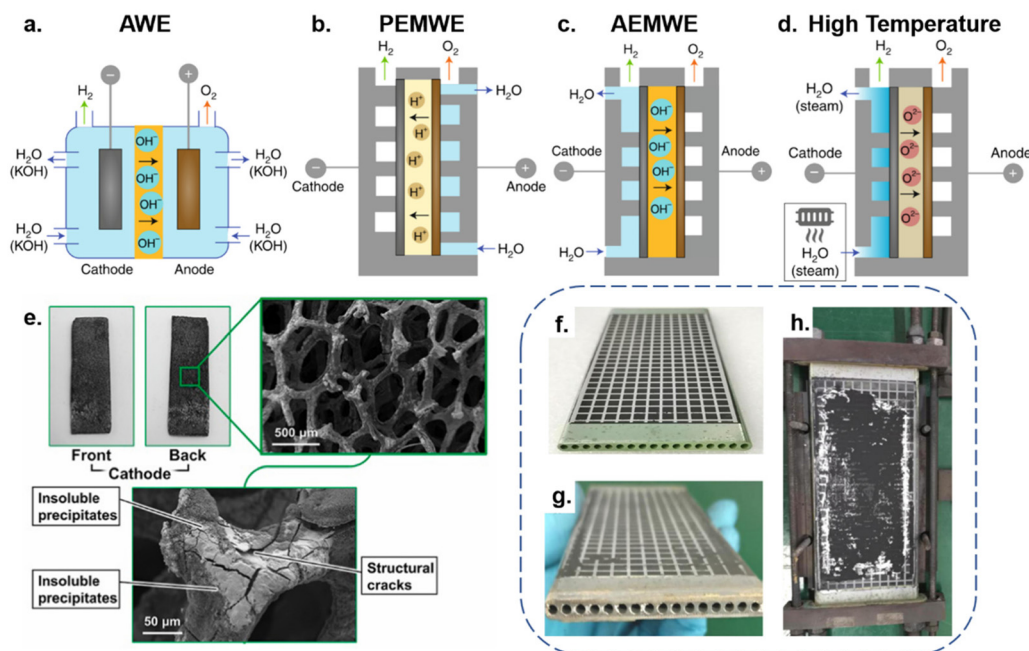 a. AWE
b. PEMWE
c. AEMWE
d. High Temperature
H₂
O₂
−
+
H₂O
(KOH)
H₂O
(KOH)
OH⁻
OH⁻
OH⁻
OH⁻
H₂O
(KOH)
H₂O
(KOH)
Cathode
Anode
H₂
O₂
H⁺
H⁺
H⁺
H⁺
H⁺
H₂O
−
+
Cathode
Anode
H₂O
H₂
O₂
H₂O
OH⁻
OH⁻
OH⁻
OH⁻
Cathode
Anode
−
+
H₂O
H₂
O₂
H₂O
(steam)
O²⁻
O²⁻
O²⁻
O²⁻
Cathode
Anode
−
+
H₂O
(steam)
e.
Front
Back
Cathode
500 μm
Insoluble
precipitates
Insoluble
precipitates
Structural
cracks
50 μm
f.
g.
h.